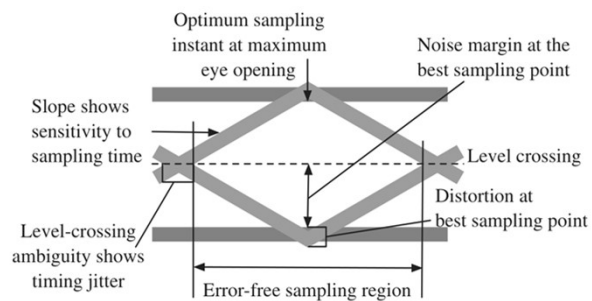 Optimum sampling
instant at maximum
eye opening
Noise margin at the
best sampling point
Slope shows
sensitivity to
sampling time
Level crossing
Distortion at
best sampling point
Level-crossing
ambiguity shows
timing jitter
Error-free sampling region